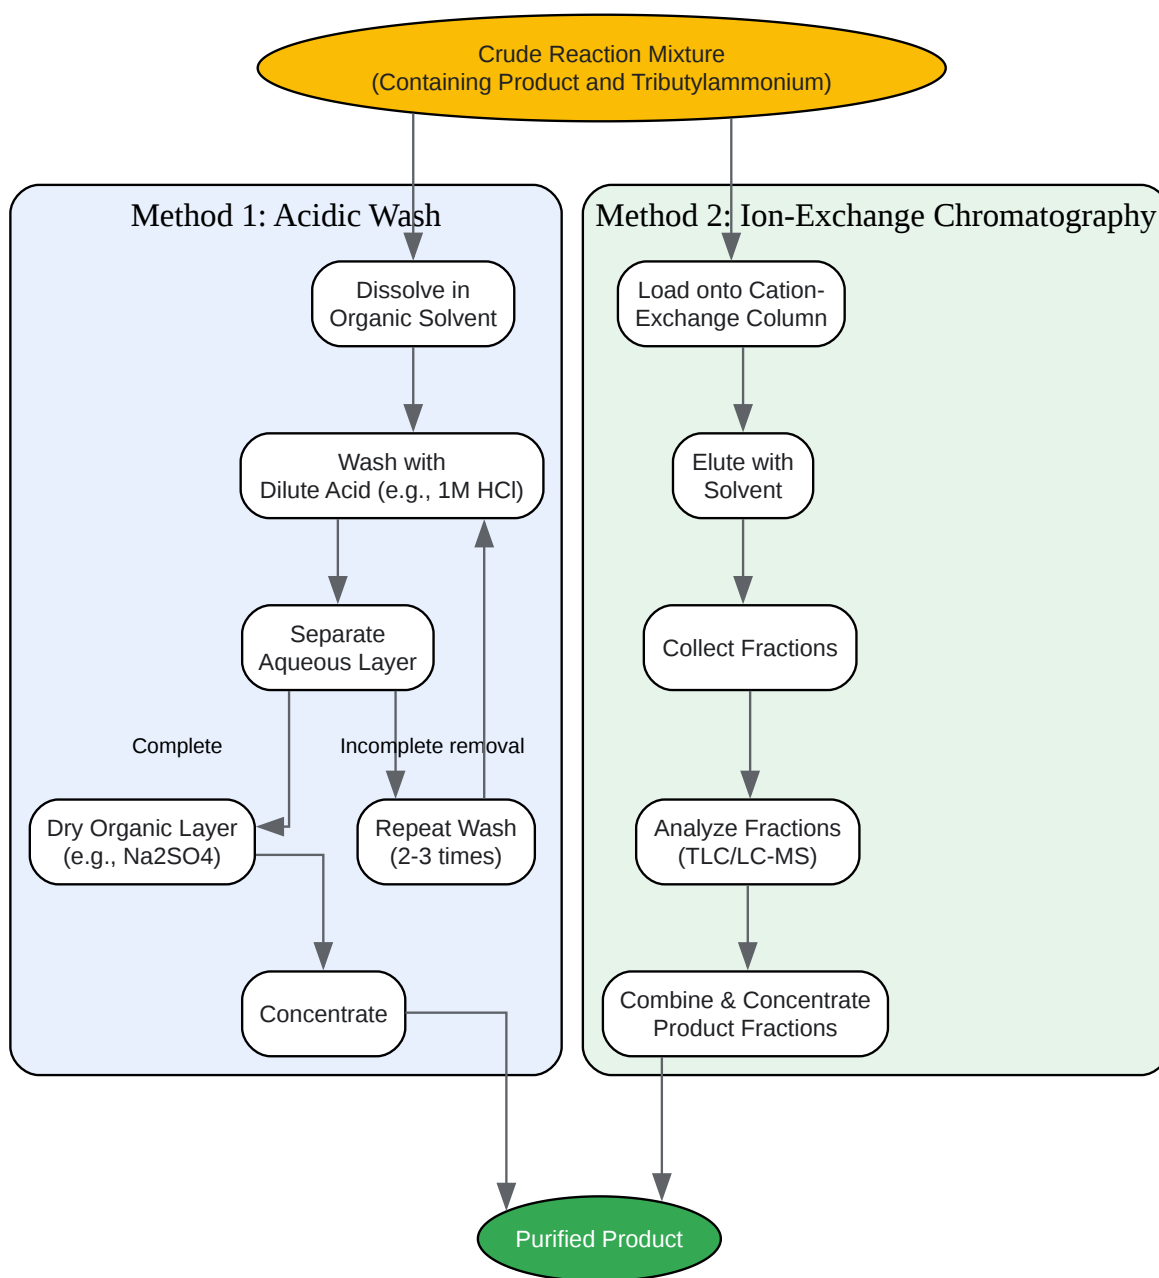 Crude Reaction Mixture
(Containing Product and Tributylammonium)
Method 1: Acidic Wash
Dissolve in
Organic Solvent
Wash with
Dilute Acid (e.g., 1M HCl)
Separate
Aqueous Layer
Complete
Incomplete removal
Dry Organic Layer
(e.g., Na2SO4)
Repeat Wash
(2-3 times)
Concentrate
Method 2: Ion-Exchange Chromatography
Load onto Cation-
Exchange Column
Elute with
Solvent
Collect Fractions
Analyze Fractions
(TLC/LC-MS)
Combine & Concentrate
Product Fractions
Purified Product